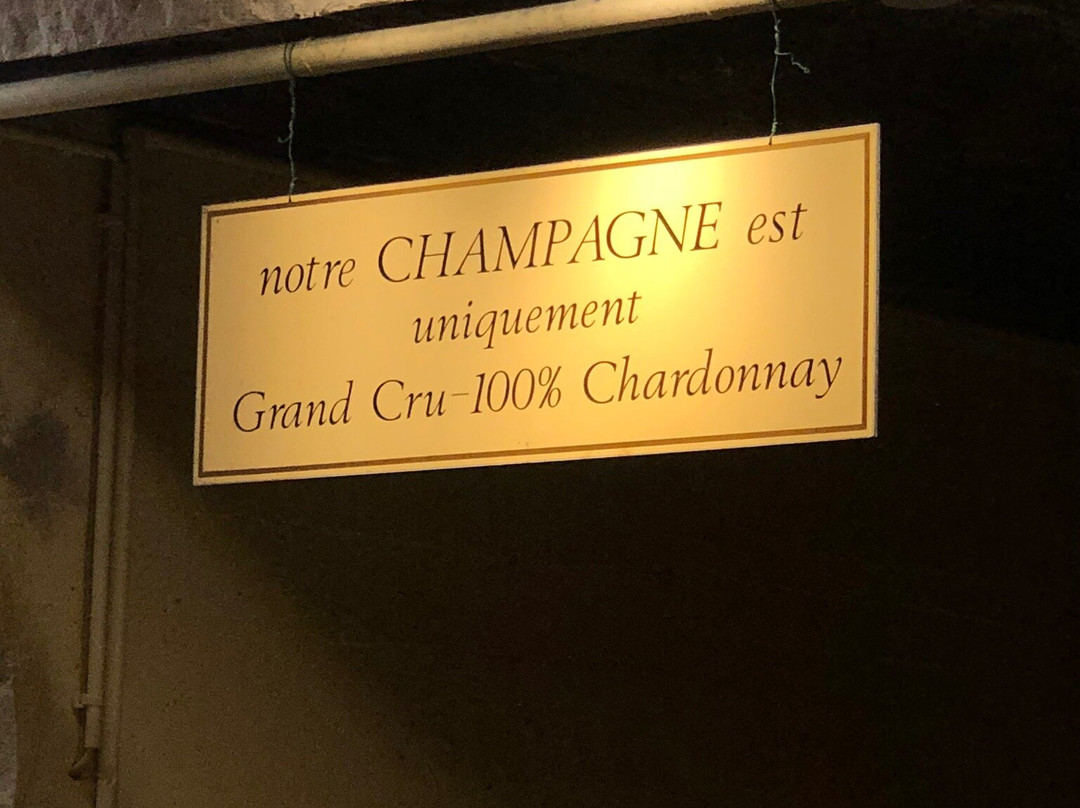 notre CHAMPAGNE est
uniquement
Grand Cru-100% Chardonnay